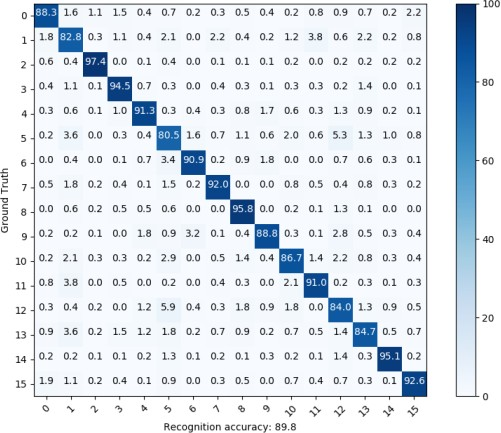 0 88.3 1.6 1.1 1.5 0.4 0.7 0.2 0.3 0.5 0.4 0.2 0.8 0.9 0.7 0.2 2.2
1 1.8 82.8 0.3 1.1 0.4 2.1 0.0 2.2 0.4 0.2 1.2 3.8 0.6 2.2 0.2 0.8
2 0.6 0.4 97.4 0.0 0.1 0.4 0.0 0.1 0.1 0.1 0.1 0.0 0.2 0.2 0.2 0.2
3 0.4 1.1 0.1 94.5 0.7 0.3 0.0 0.4 0.3 0.1 0.3 0.3 0.2 1.4 0.0 0.1
4 0.3 0.6 0.1 1.0 91.3 1.3 0.4 0.3 0.8 1.7 0.6 0.3 1.3 0.9 0.2 0.1
5 0.2 3.6 0.0 0.3 0.4 80.5 1.6 0.7 1.1 0.6 2.0 0.6 5.3 1.3 1.0 0.8
6 0.0 0.4 0.0 0.1 0.7 3.4 90.9 0.2 0.9 1.8 0.0 0.0 0.7 0.6 0.3 0.1
7 0.5 1.8 0.2 0.4 0.1 1.5 0.2 92.0 0.0 0.0 0.8 0.5 0.4 0.8 0.3 0.2
8 0.0 0.6 0.2 0.5 0.5 0.6 0.0 0.0 95.8 0.0 0.2 0.1 1.3 0.1 0.0 0.0
9 0.2 0.2 0.1 0.0 1.8 0.9 3.2 0.1 0.4 88.8 0.3 0.1 2.8 0.5 0.3 0.4
10 0.2 2.1 0.3 0.3 0.2 2.9 0.0 0.5 1.4 0.4 86.7 1.4 2.2 0.8 0.3 0.4
11 0.8 3.8 0.0 0.5 0.0 0.2 0.0 0.4 0.3 0.0 2.1 91.0 0.2 0.3 0.1 0.3
12 0.3 0.4 0.2 0.0 1.2 5.9 0.4 0.3 1.8 0.9 1.8 0.0 84.0 1.3 0.9 0.5
13 0.9 3.6 0.2 1.5 1.2 1.8 0.2 0.7 0.9 0.2 0.7 0.5 1.4 84.7 0.5 0.7
14 0.2 0.2 0.1 0.1 0.2 1.3 0.1 0.2 0.1 0.3 0.2 0.1 1.4 0.3 95.1 0.2
15 1.9 1.1 0.2 0.4 0.1 0.9 0.0 0.3 0.5 0.0 0.7 0.4 0.7 0.3 0.1 92.6
0 1 2 3 4 5 6 7 8 9 10 11 12 13 14 15
Ground Truth
Recognition accuracy: 89.8
100
80
60
40
20
0